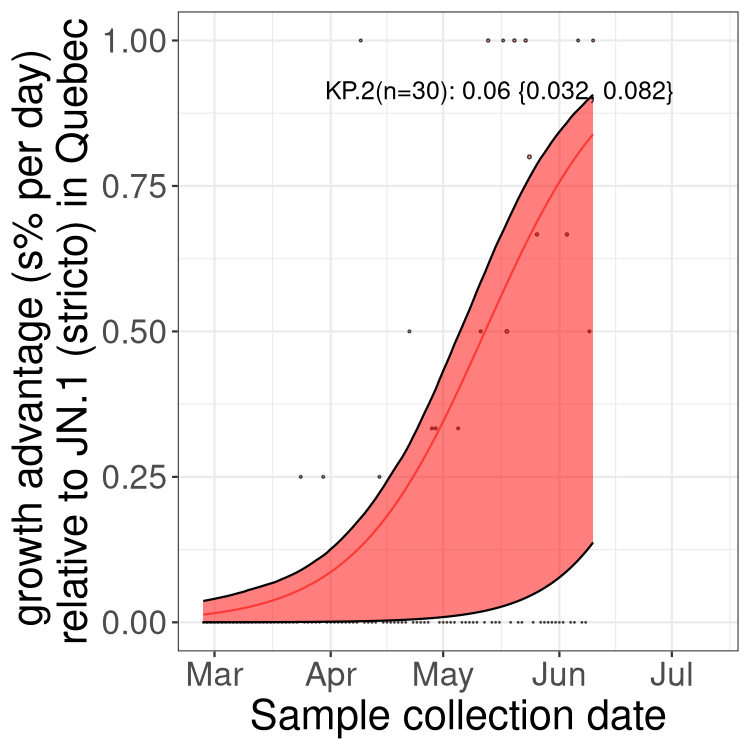 growth advantage (s% per day)
relative to JN.1 (stricto) in Quebec
1.00
0.75
0.50
0.25
0.00
KP.2(n=30): 0.06 {0.032, 0.082}
Mar Apr May Jun Jul
Sample collection date